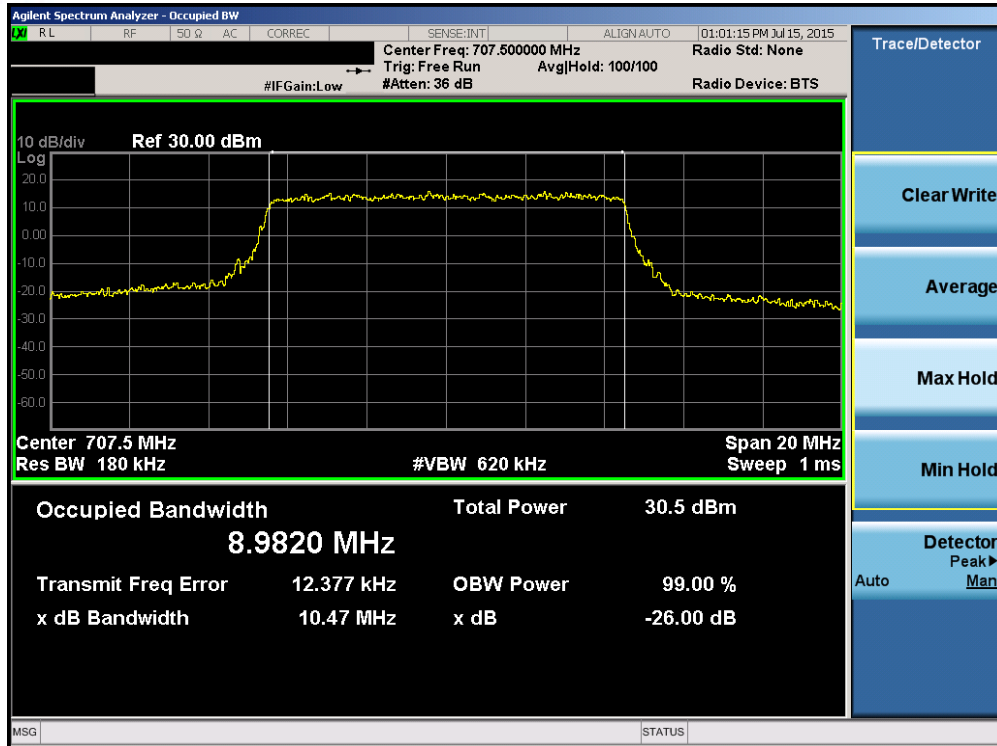 Agilent Spectrum Analyzer - Occupied BW
LXI RL RF 50 Ω AC CORREC SENSE:INT ALIGN AUTO 01:01:15 PM Jul 15, 2015
Center Freq: 707.500000 MHz Radio Std: None
Trig: Free Run Avg|Hold: 100/100
#IFGain:Low #Atten: 36 dB Radio Device: BTS
10 dB/div Ref 30.00 dBm
Log
20.0
10.0
0.00
-10.0
-20.0
-30.0
-40.0
-50.0
-60.0
Center 707.5 MHz Span 20 MHz
Res BW 180 kHz #VBW 620 kHz Sweep 1 ms
Occupied Bandwidth Total Power 30.5 dBm
8.9820 MHz
Transmit Freq Error 12.377 kHz OBW Power 99.00 %
x dB Bandwidth 10.47 MHz x dB -26.00 dB
MSG STATUS
Trace/Detector
Clear Write
Average
Max Hold
Min Hold
Detector
Peak▶
Auto Man